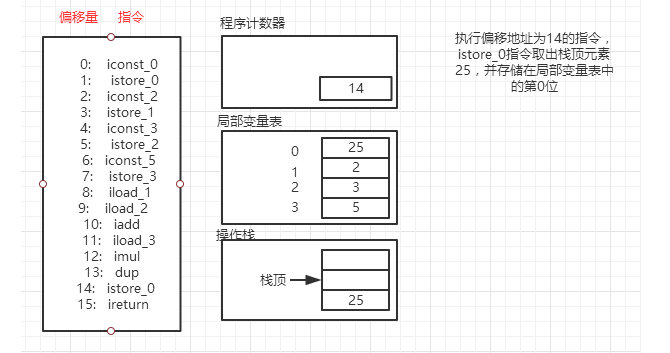 偏移量 指令
0: iconst_0
1: istore_0
2: iconst_2
3: istore_1
4: iconst_3
5: istore_2
6: iconst_5
7: istore_3
8: iload_1
9: iload_2
10: iadd
11: iload_3
12: imul
13: dup
14: istore_0
15: ireturn
程序计数器
14
局部变量表
0 25
1 2
2 3
3 5
操作栈
栈顶
25
执行偏移地址为14的指令，
istore_0指令取出栈顶元素
25，并存储在局部变量表中
的第0位